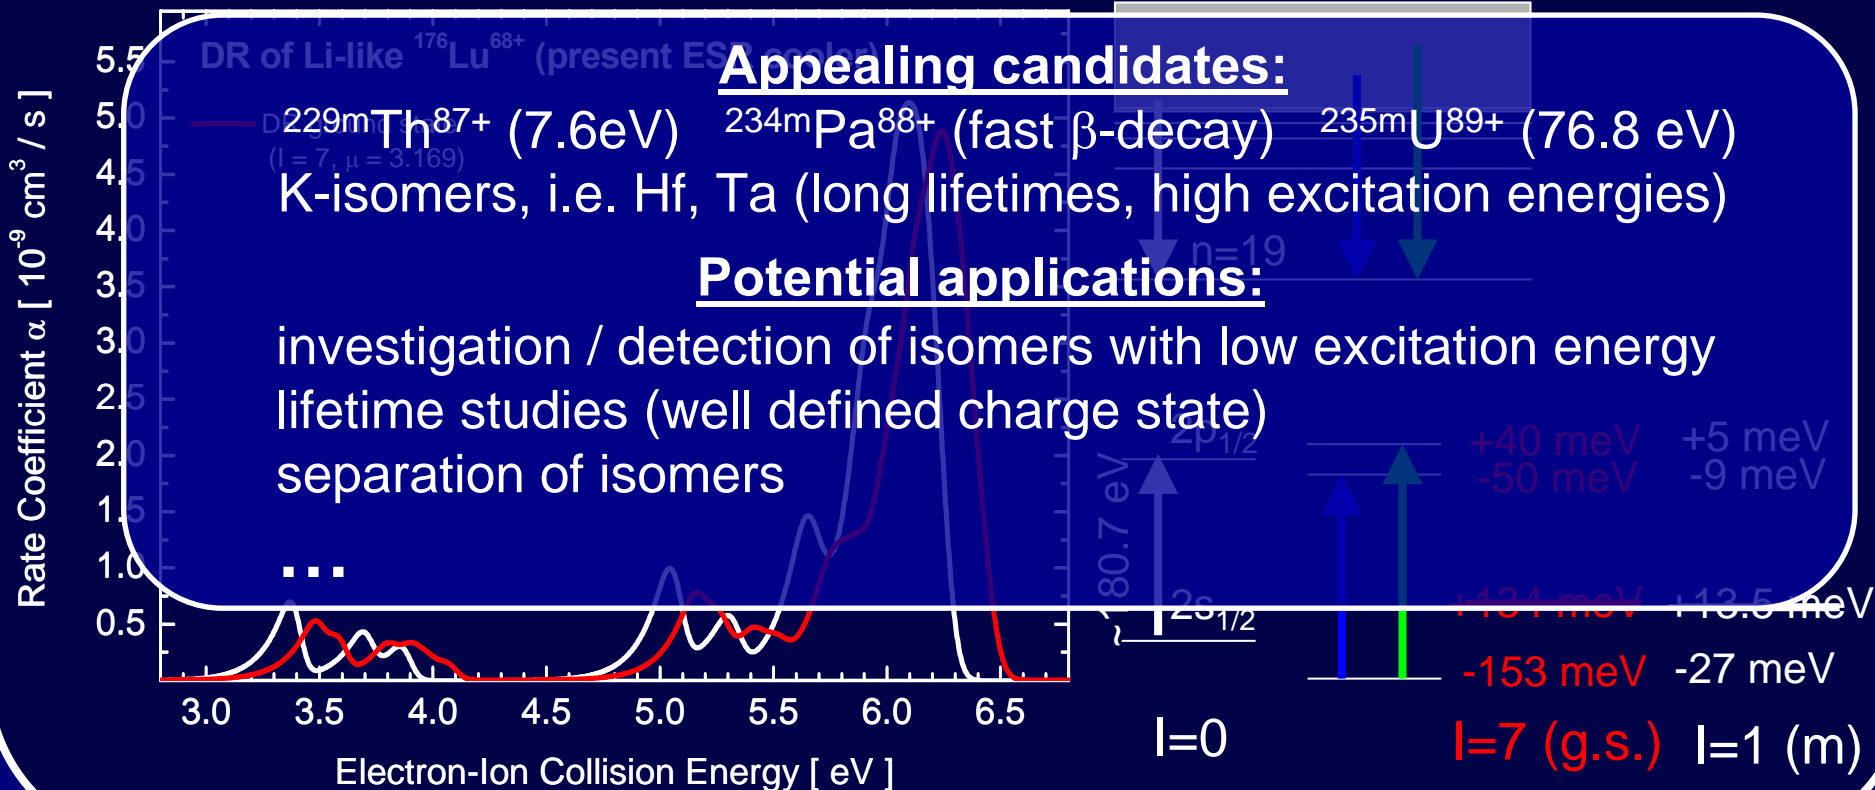 DR of Li-like 176Lu68+ (present ESR cooler)
Appealing candidates:
229mTh87+ (7.6eV) 234mPa88+ (fast β-decay) 235mU89+ (76.8 eV)
(I = 7, μ = 3.169)
K-isomers, i.e. Hf, Ta (long lifetimes, high excitation energies)
n=19
Potential applications:
investigation / detection of isomers with low excitation energy
lifetime studies (well defined charge state)
separation of isomers
...
Rate Coefficient α [ 10-9 cm3 / s ]
5.5
5.0
4.5
4.0
3.5
3.0
2.5
2.0
1.5
1.0
0.5
3.0 3.5 4.0 4.5 5.0 5.5 6.0 6.5
Electron-Ion Collision Energy [ eV ]
2p1/2
+40 meV +5 meV
-50 meV -9 meV
~180.7 eV
2s1/2
+134 meV +13.5 meV
-153 meV -27 meV
I=0 I=7 (g.s.) I=1 (m)